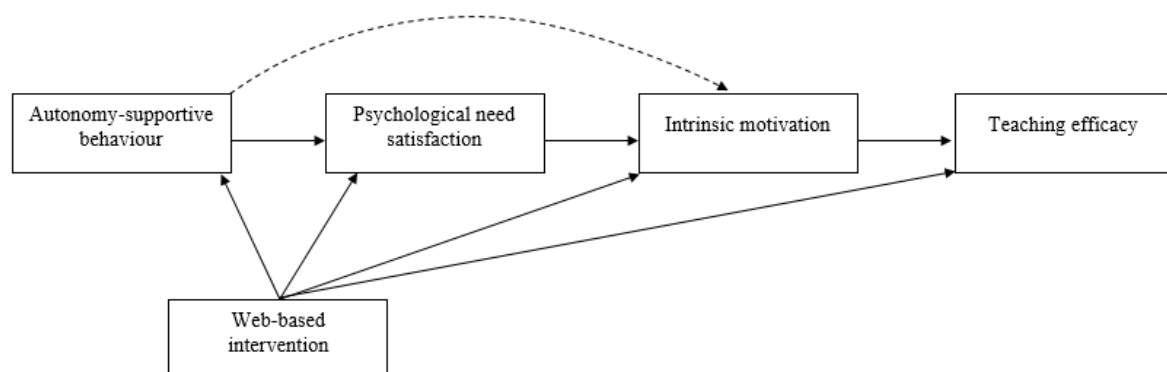 Autonomy-supportive
behaviour
Psychological need
satisfaction
Intrinsic motivation
Teaching efficacy
Web-based
intervention